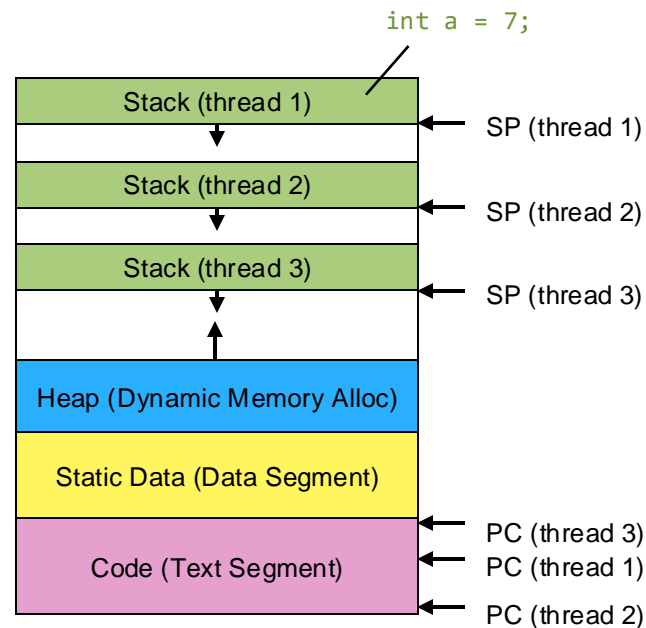 int a = 7;
Stack (thread 1)
SP (thread 1)
Stack (thread 2)
SP (thread 2)
Stack (thread 3)
SP (thread 3)
Heap (Dynamic Memory Alloc)
Static Data (Data Segment)
PC (thread 3)
Code (Text Segment)
PC (thread 1)
PC (thread 2)